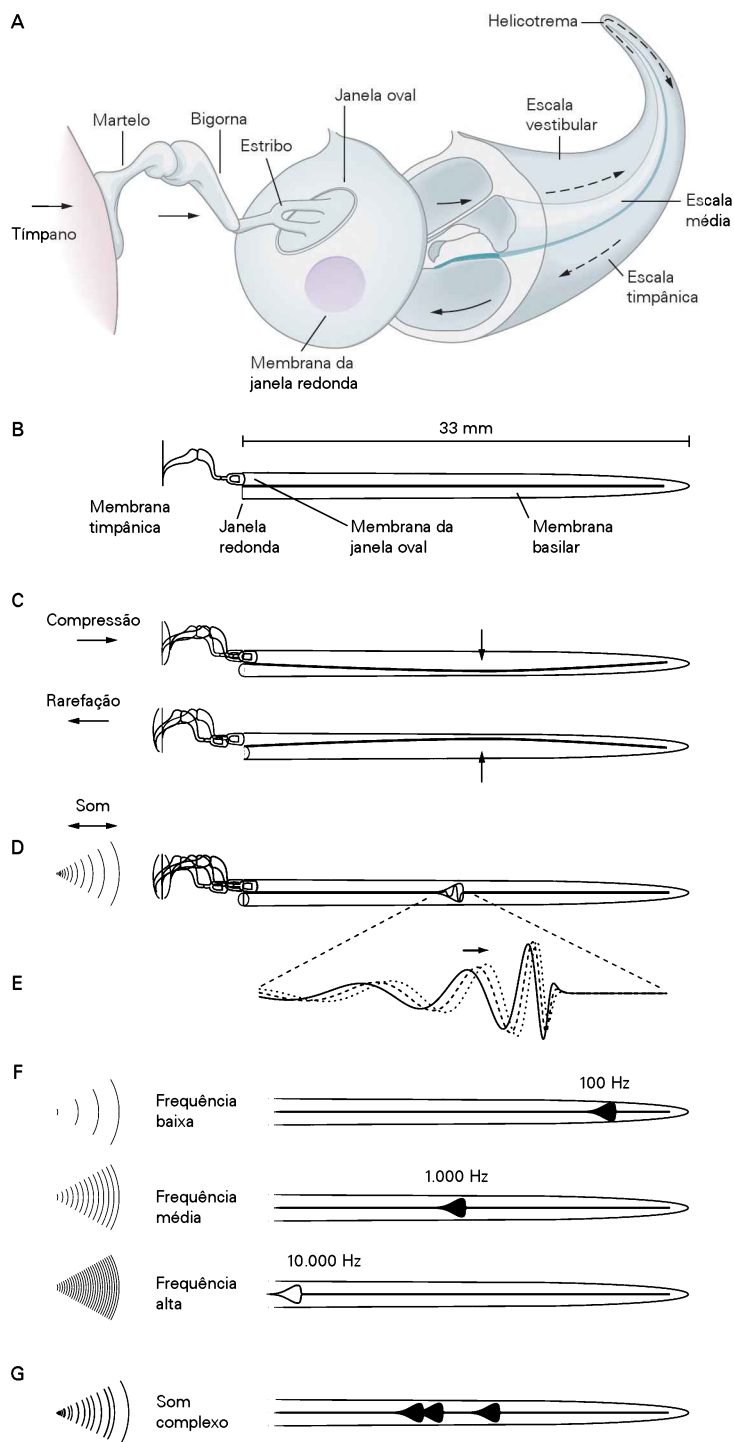 A
Helicotrema
Janela oval
Martelo
Bigorna
Estribo
Escala
vestibular
Tímpano
Escala
média
Escala
timpânica
Membrana da
janela redonda
B
33 mm
Membrana
timpânica
Janela
redonda
Membrana da
janela oval
Membrana
basilar
C
Compressão
Rarefação
Som
D
E
F
100 Hz
Frequência
baixa
1.000 Hz
Frequência
média
10.000 Hz
Frequência
alta
G
Som
complexo